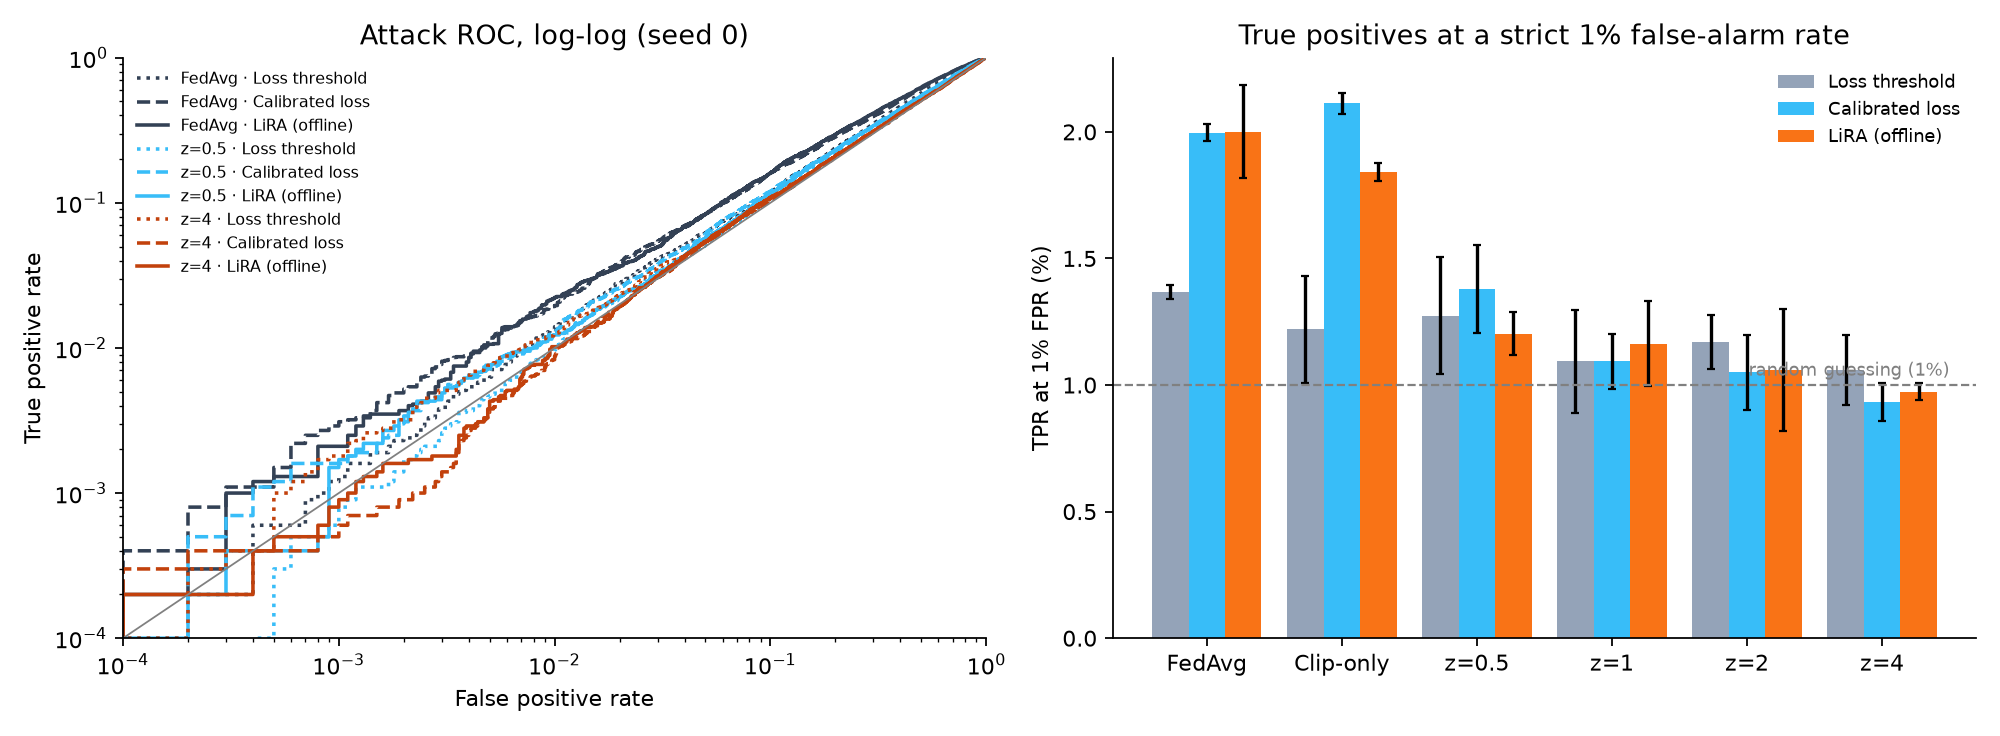 Attack ROC, log-log (seed 0)
True positive rate
10⁰
10⁻¹
10⁻²
10⁻³
10⁻⁴
FedAvg · Loss threshold
FedAvg · Calibrated loss
FedAvg · LiRA (offline)
z=0.5 · Loss threshold
z=0.5 · Calibrated loss
z=0.5 · LiRA (offline)
z=4 · Loss threshold
z=4 · Calibrated loss
z=4 · LiRA (offline)
10⁻⁴ 10⁻³ 10⁻² 10⁻¹ 10⁰
False positive rate
True positives at a strict 1% false-alarm rate
TPR at 1% FPR (%)
2.0
1.5
1.0
0.5
0.0
Loss threshold
Calibrated loss
LiRA (offline)
random guessing (1%)
FedAvg Clip-only z=0.5 z=1 z=2 z=4